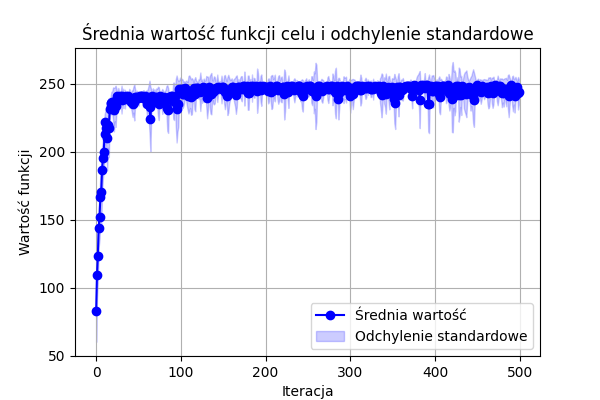 Średnia wartość funkcji celu i odchylenie standardowe
Wartość funkcji
250
200
150
100
50
0
100
200
300
400
500
Iteracja
Średnia wartość
Odchylenie standardowe